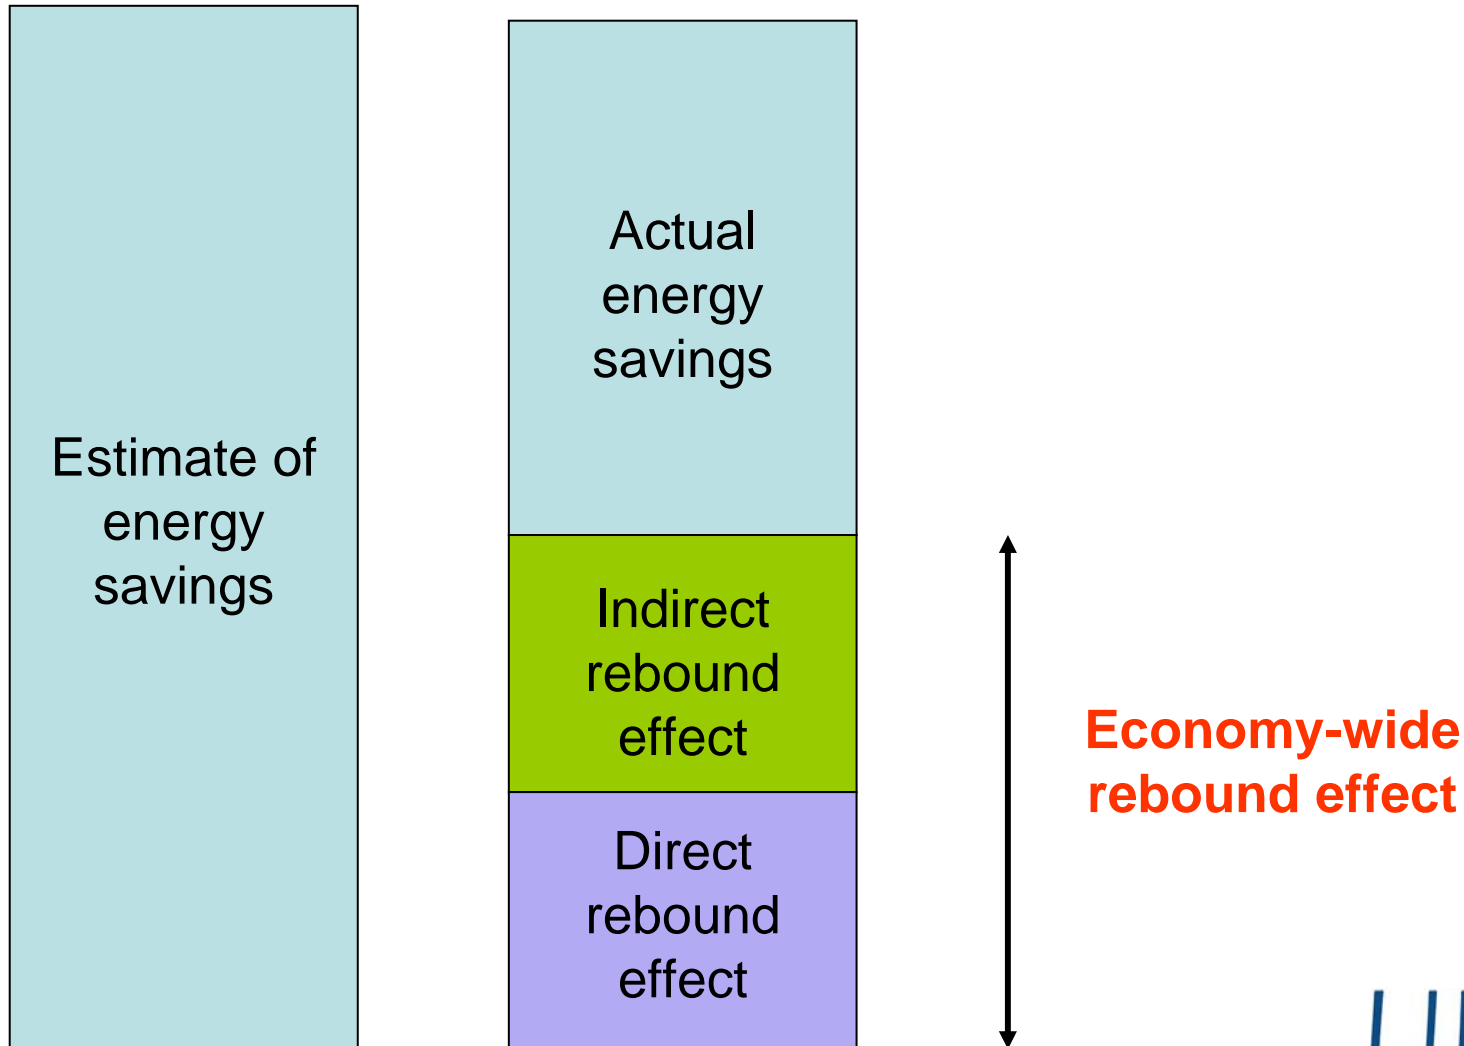 Estimate of
energy
savings
Actual
energy
savings
Indirect
rebound
effect
Direct
rebound
effect
Economy-wide
rebound effect